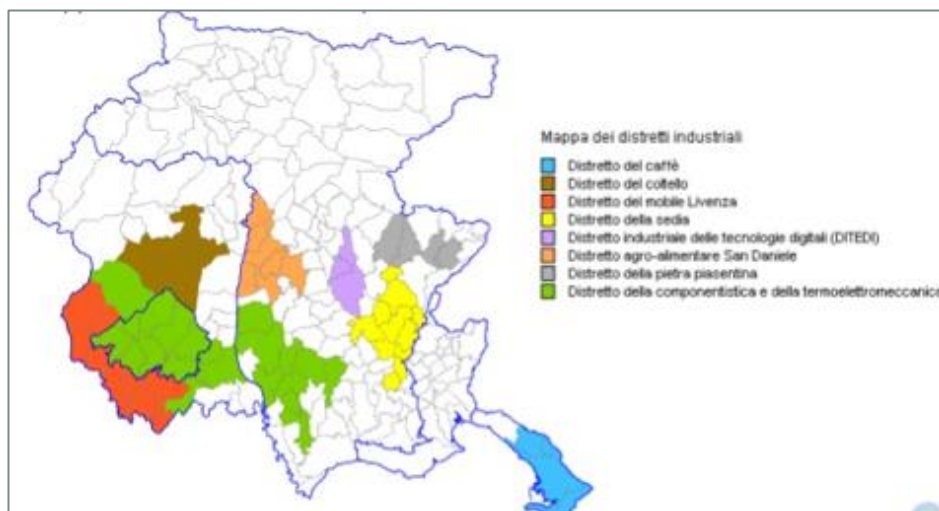 Mappa dei distretti industriali
Distretto del caffè
Distretto del coltello
Distretto del mobile Livenza
Distretto della sedia
Distretto industriale delle tecnologie digitali (DITEDI)
Distretto agro-alimentare San Daniele
Distretto della pietra piasentina
Distretto della componentistica e della termoelettromeccanica